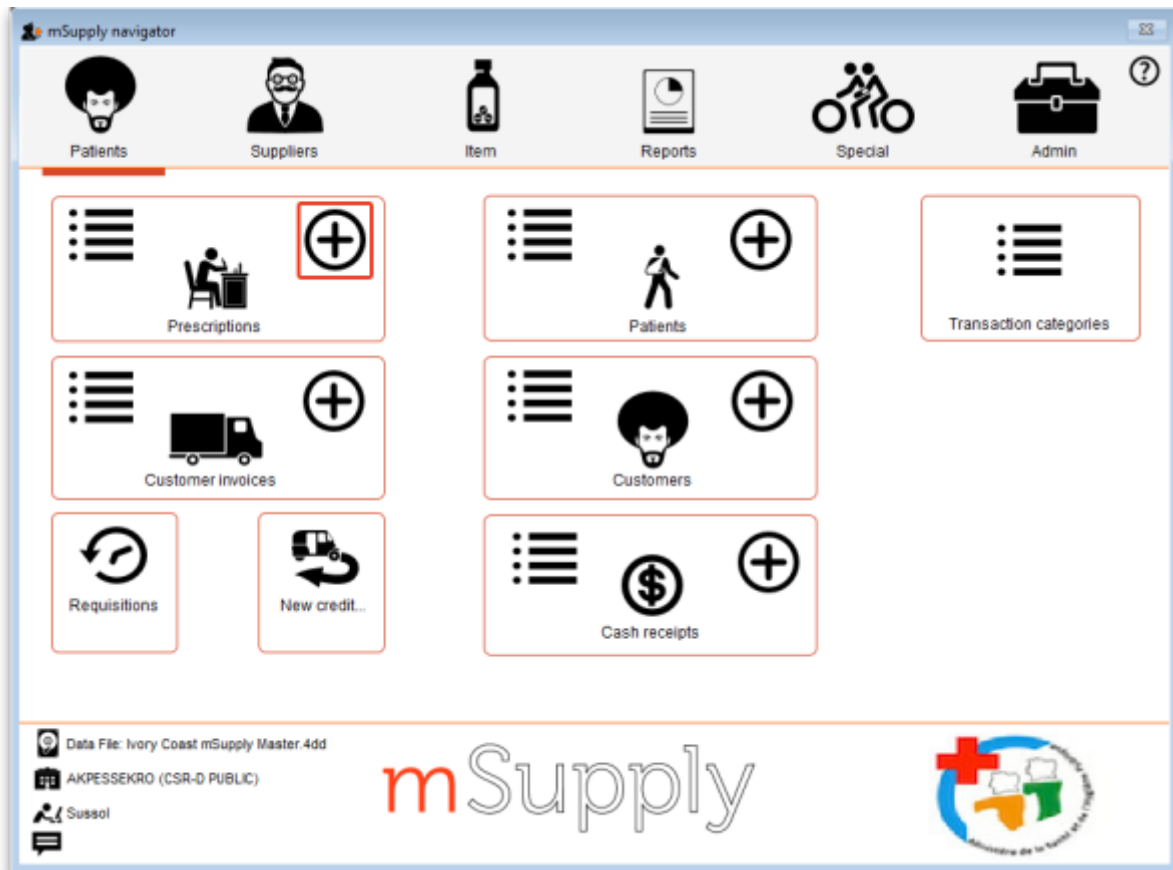 mSupply navigator
?
Patients
Suppliers
Item
Reports
Special
Admin
Prescriptions
Patients
Transaction categories
Customer invoices
Customers
Requisitions
New credit...
$
Cash receipts
Data File: Ivory Coast mSupply Master.4dd
AKPESSEKRO (CSR-D PUBLIC)
Sussol
mSupply